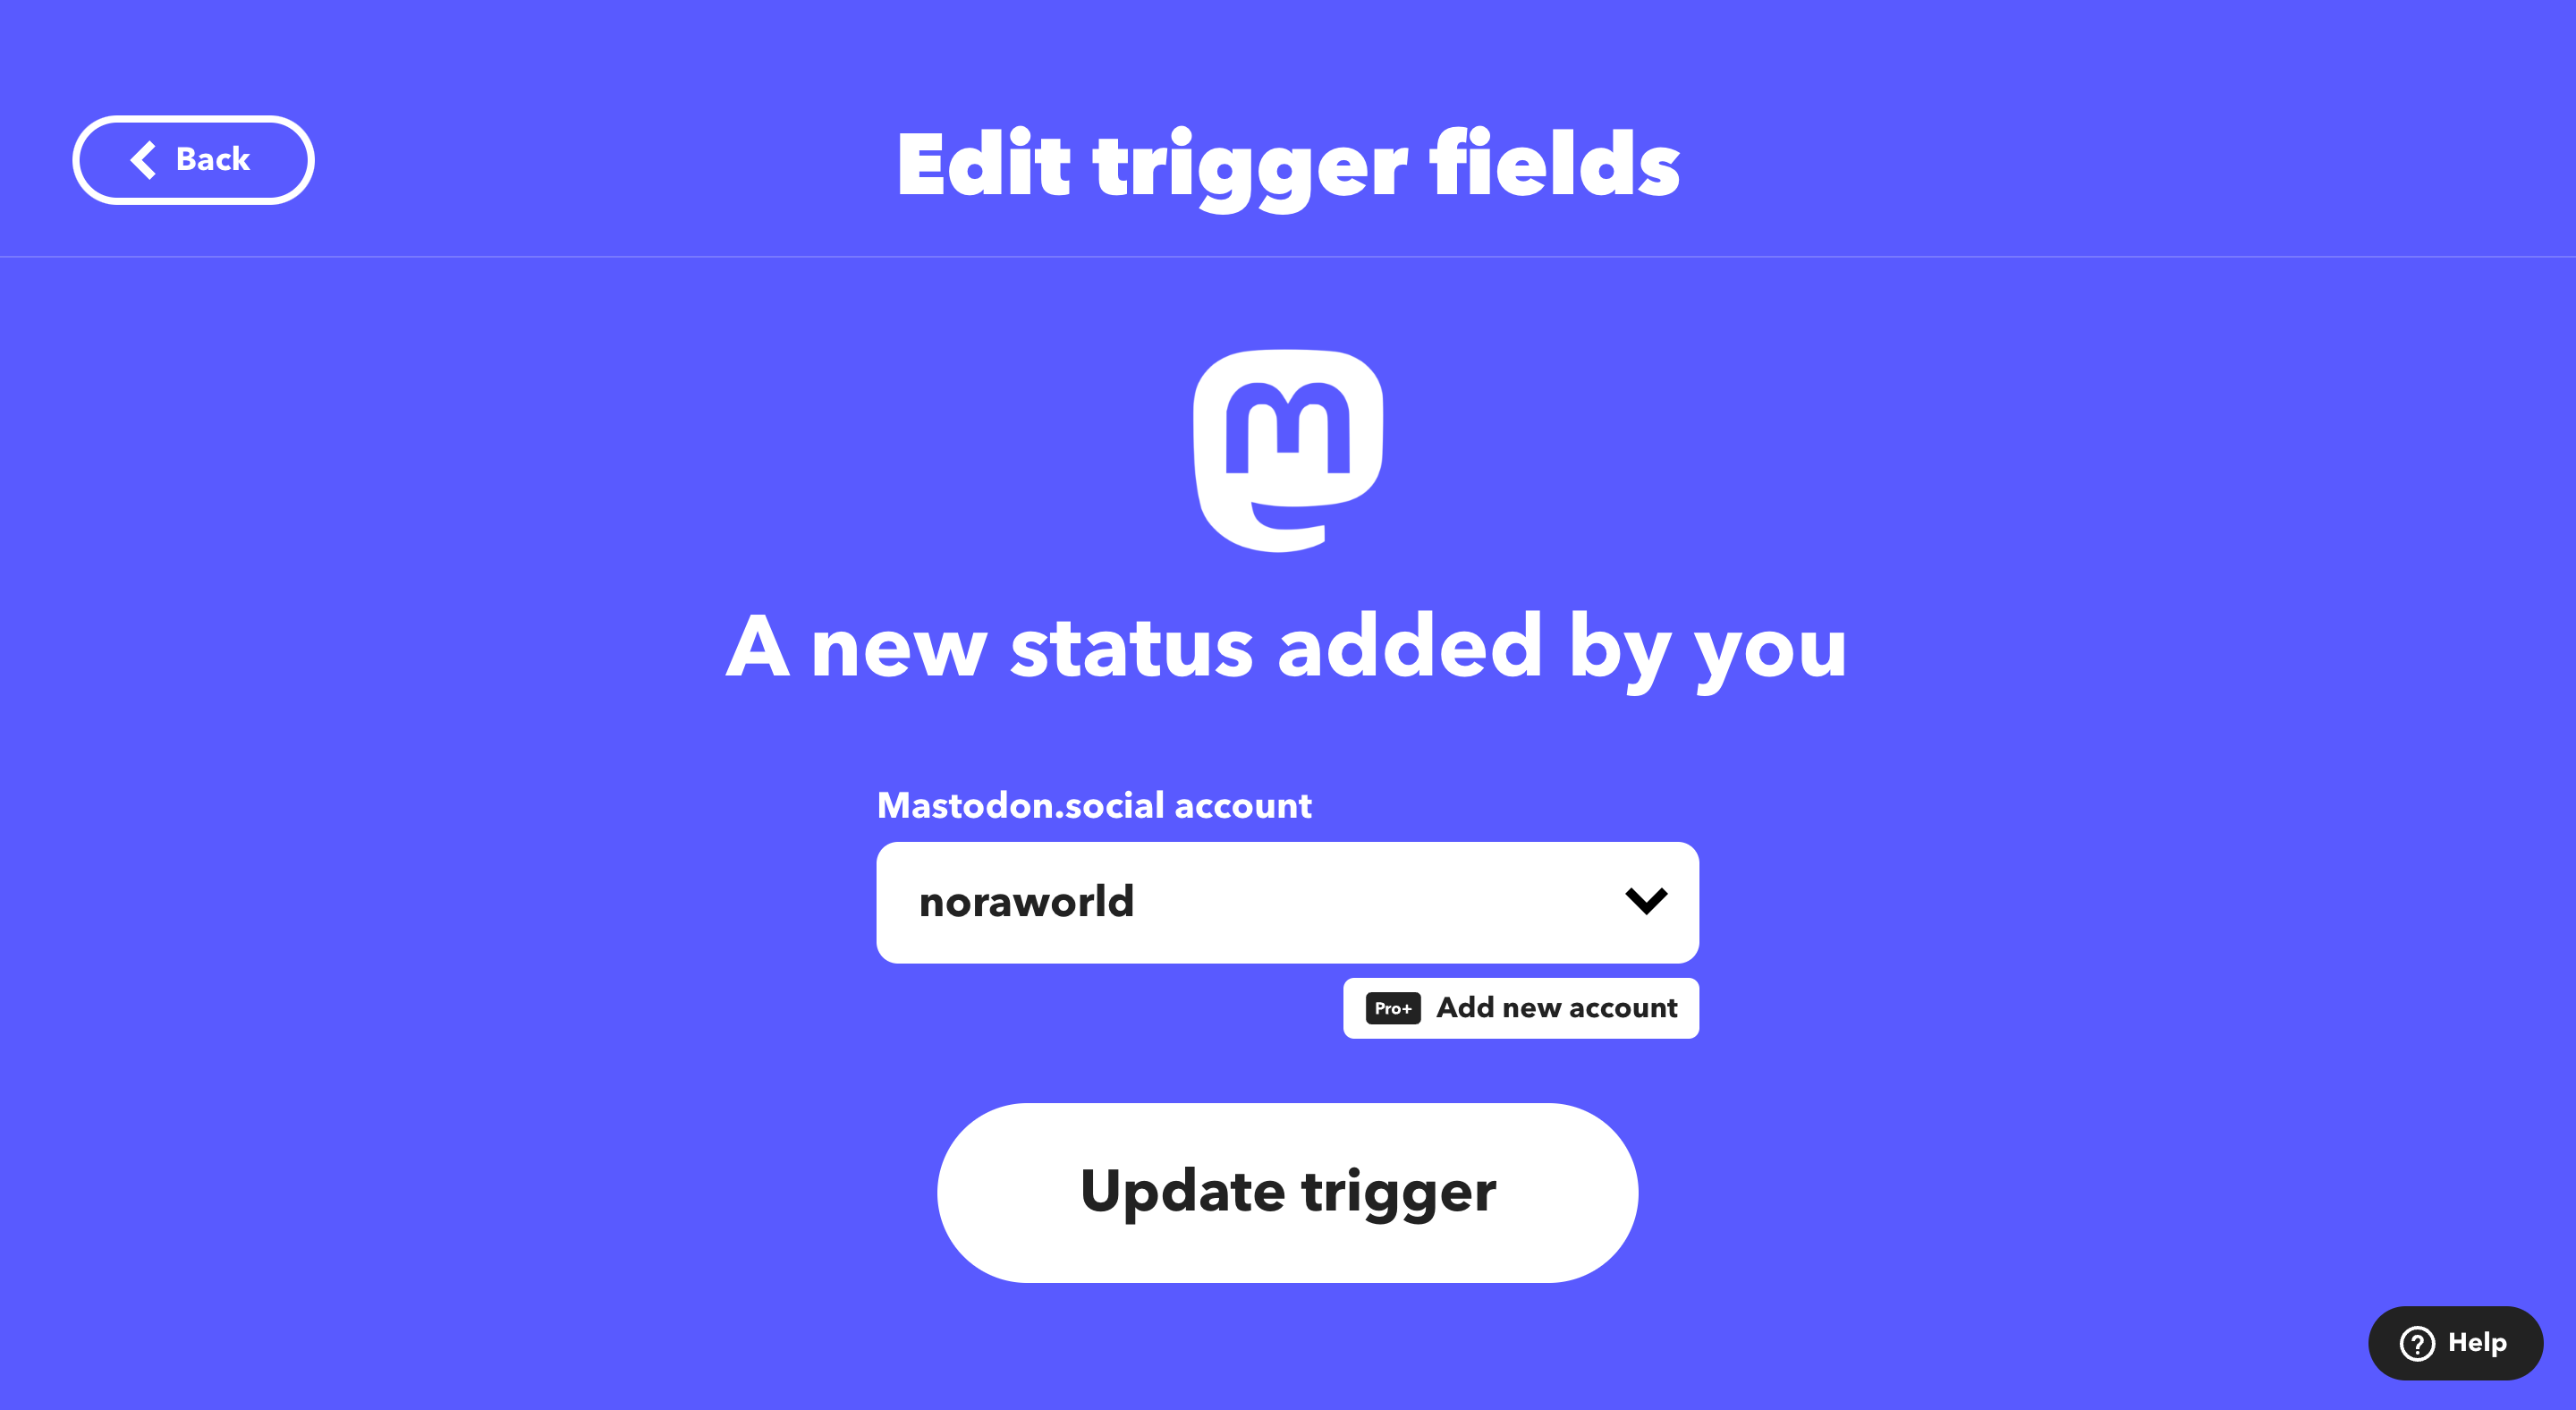 Back
Edit trigger fields
A new status added by you
Mastodon.social account
noraworld
Pro+ Add new account
Update trigger
Help